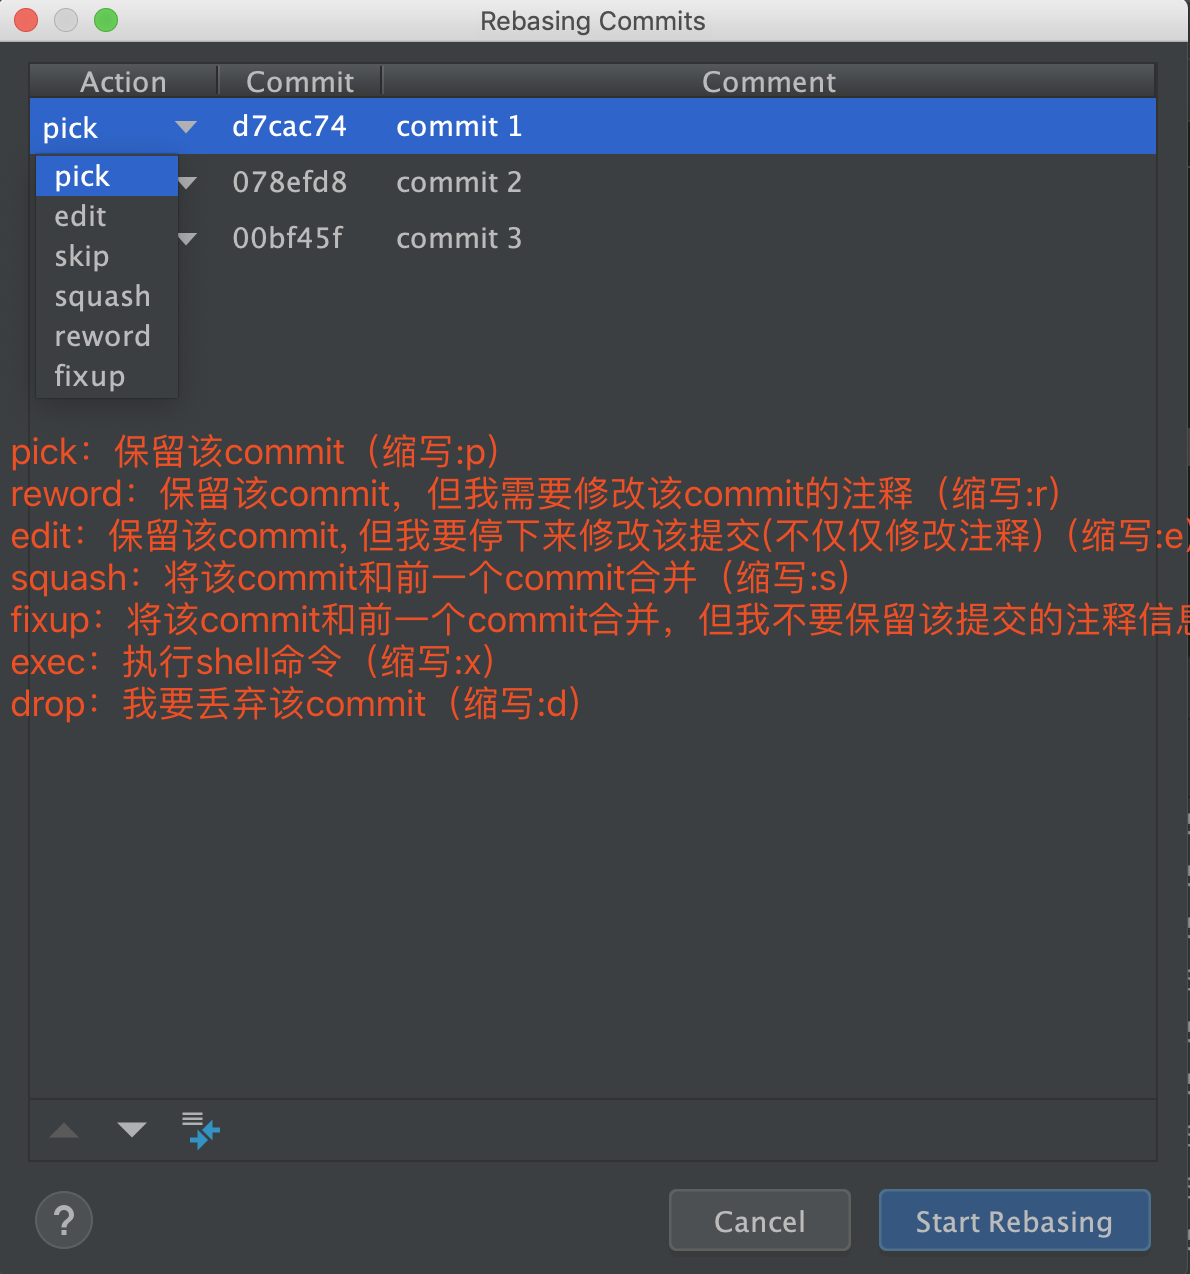 Rebasing Commits
Action Commit Comment
pick d7cac74 commit 1
pick
078efd8 commit 2
edit
00bf45f commit 3
skip
squash
reword
fixup
pick：保留该commit（缩写:p）
reword：保留该commit，但我需要修改该commit的注释（缩写:r）
edit：保留该commit, 但我要停下来修改该提交(不仅仅修改注释)（缩写:e）
squash：将该commit和前一个commit合并（缩写:s）
fixup：将该commit和前一个commit合并，但我不要保留该提交的注释信息
exec：执行shell命令（缩写:x）
drop：我要丢弃该commit（缩写:d）
?
Cancel Start Rebasing